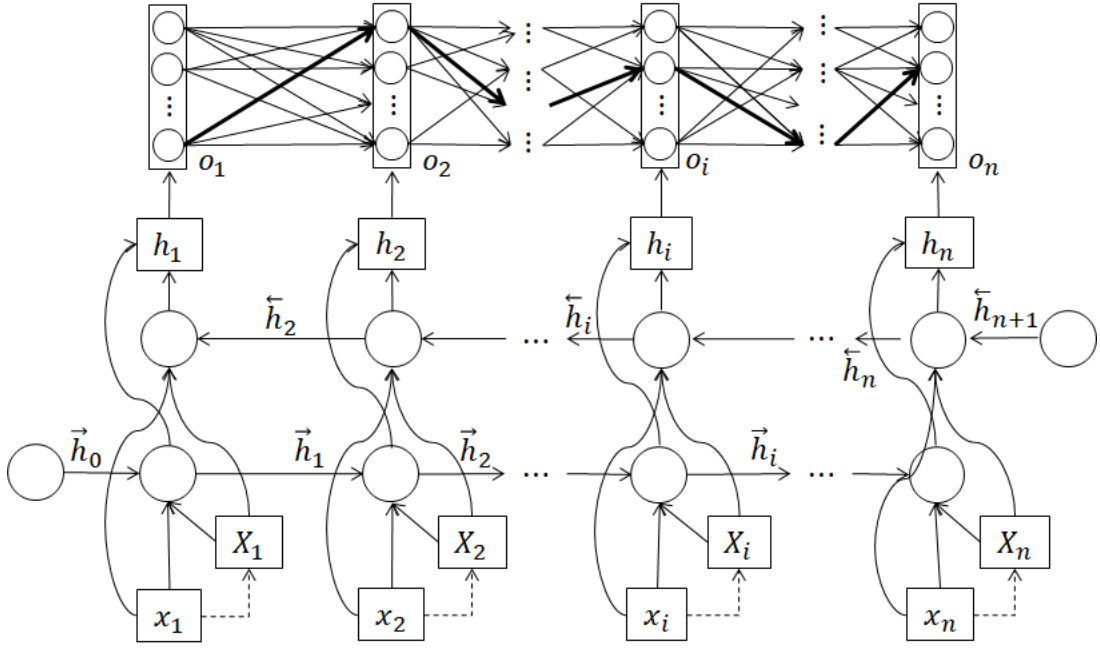 ⋮ ⋮ ⋮ ⋮ ⋮ ⋮
⋮ ⋮ ⋮ ⋮ ⋮ ⋮
o₁ o₂ oᵢ oₙ
h₁ h₂ hᵢ hₙ
h⃖₂ h⃖ᵢ h⃖ₙ₊₁
⋯ ⋯
h⃖ₙ
h⃗₀ h⃗₁ h⃗₂ h⃗ᵢ
⋯ ⋯
X₁ X₂ Xᵢ Xₙ
x₁ x₂ xᵢ xₙ